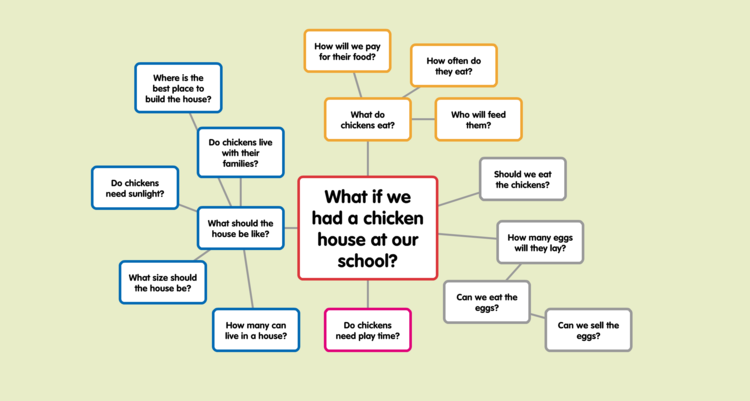 How will we pay
for their food?
How often do
they eat?
Where is the
best place to
build the house?
What do
chickens eat?
Who will feed
them?
Do chickens live
with their
families?
Do chickens
need sunlight?
Should we eat
the chickens?
What if we
had a chicken
house at our
school?
What should the
house be like?
How many eggs
will they lay?
What size should
the house be?
Can we eat the
eggs?
How many can
live in a house?
Do chickens
need play time?
Can we sell the
eggs?